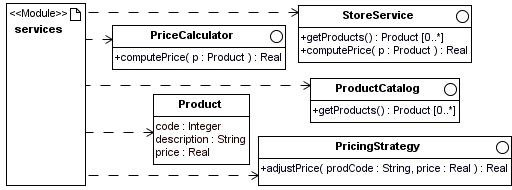 <<Module>>
services
StoreService
+getProducts() : Product [0..*]
+computePrice( p : Product ) : Real
PriceCalculator
+computePrice( p : Product ) : Real
ProductCatalog
+getProducts() : Product [0..*]
Product
code : Integer
description : String
price : Real
PricingStrategy
+adjustPrice( prodCode : String, price : Real ) : Real